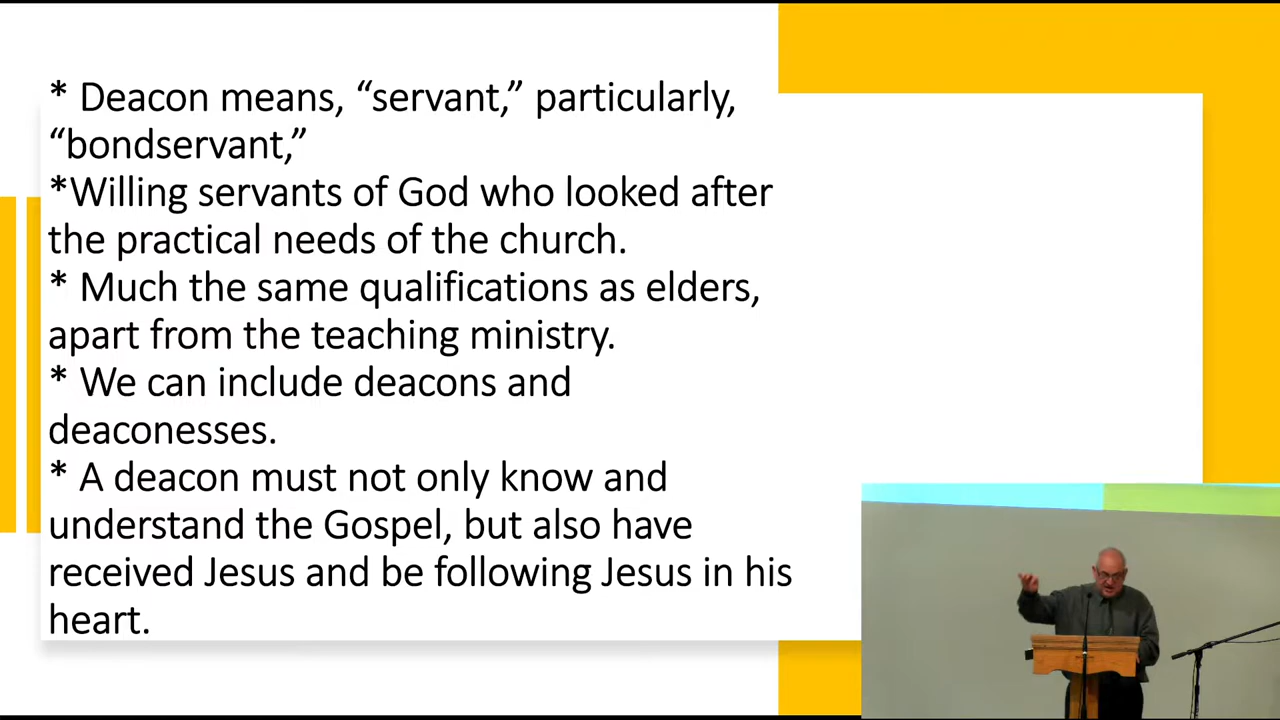 * Deacon means, “servant,” particularly,
“bondservant,”
*Willing servants of God who looked after
the practical needs of the church.
* Much the same qualifications as elders,
apart from the teaching ministry.
* We can include deacons and
deaconesses.
* A deacon must not only know and
understand the Gospel, but also have
received Jesus and be following Jesus in his
heart.